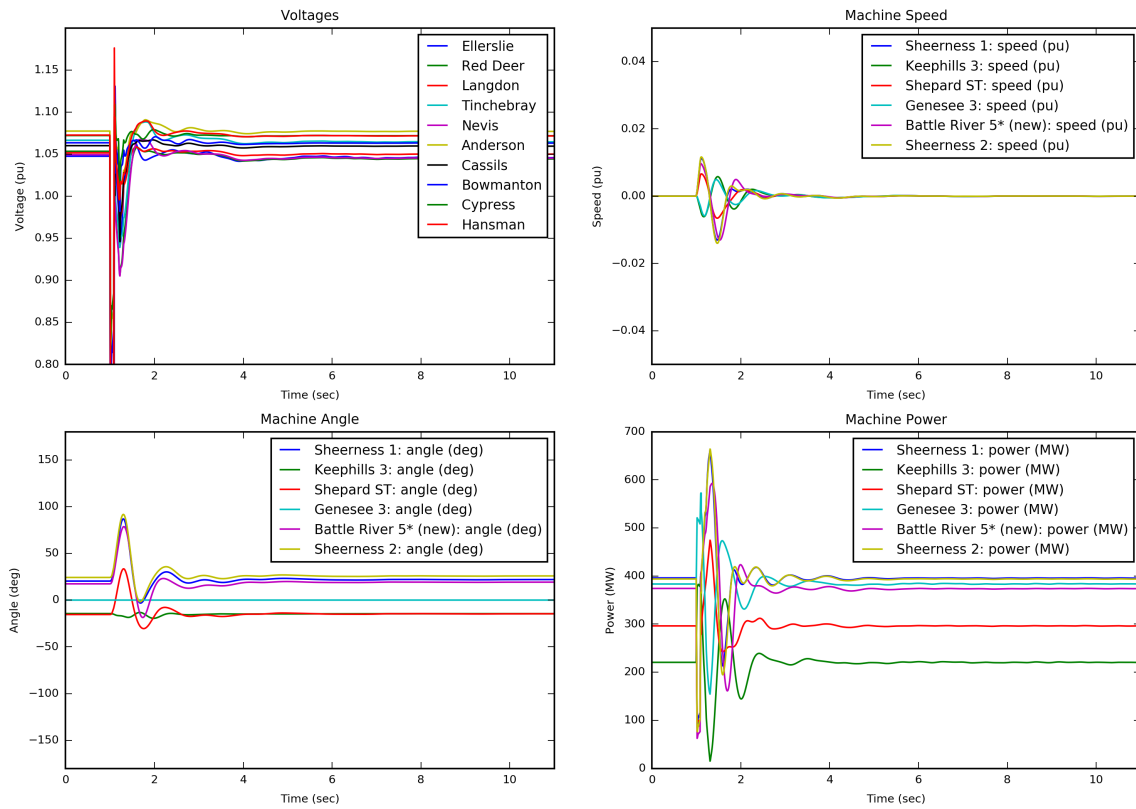 Voltages
1.15
1.10
1.05
1.00
0.95
0.90
0.85
0.80
Voltage (pu)
Ellerslie
Red Deer
Langdon
Tinchebray
Nevis
Anderson
Cassils
Bowmanton
Cypress
Hansman
0 2 4 6 8 10
Time (sec)
Machine Speed
0.04
0.02
0.00
−0.02
−0.04
Speed (pu)
Sheerness 1: speed (pu)
Keephills 3: speed (pu)
Shepard ST: speed (pu)
Genesee 3: speed (pu)
Battle River 5* (new): speed (pu)
Sheerness 2: speed (pu)
0 2 4 6 8 10
Time (sec)
Machine Angle
150
100
50
0
−50
−100
−150
Angle (deg)
Sheerness 1: angle (deg)
Keephills 3: angle (deg)
Shepard ST: angle (deg)
Genesee 3: angle (deg)
Battle River 5* (new): angle (deg)
Sheerness 2: angle (deg)
0 2 4 6 8 10
Time (sec)
Machine Power
700
600
500
400
300
200
100
0
Power (MW)
Sheerness 1: power (MW)
Keephills 3: power (MW)
Shepard ST: power (MW)
Genesee 3: power (MW)
Battle River 5* (new): power (MW)
Sheerness 2: power (MW)
0 2 4 6 8 10
Time (sec)